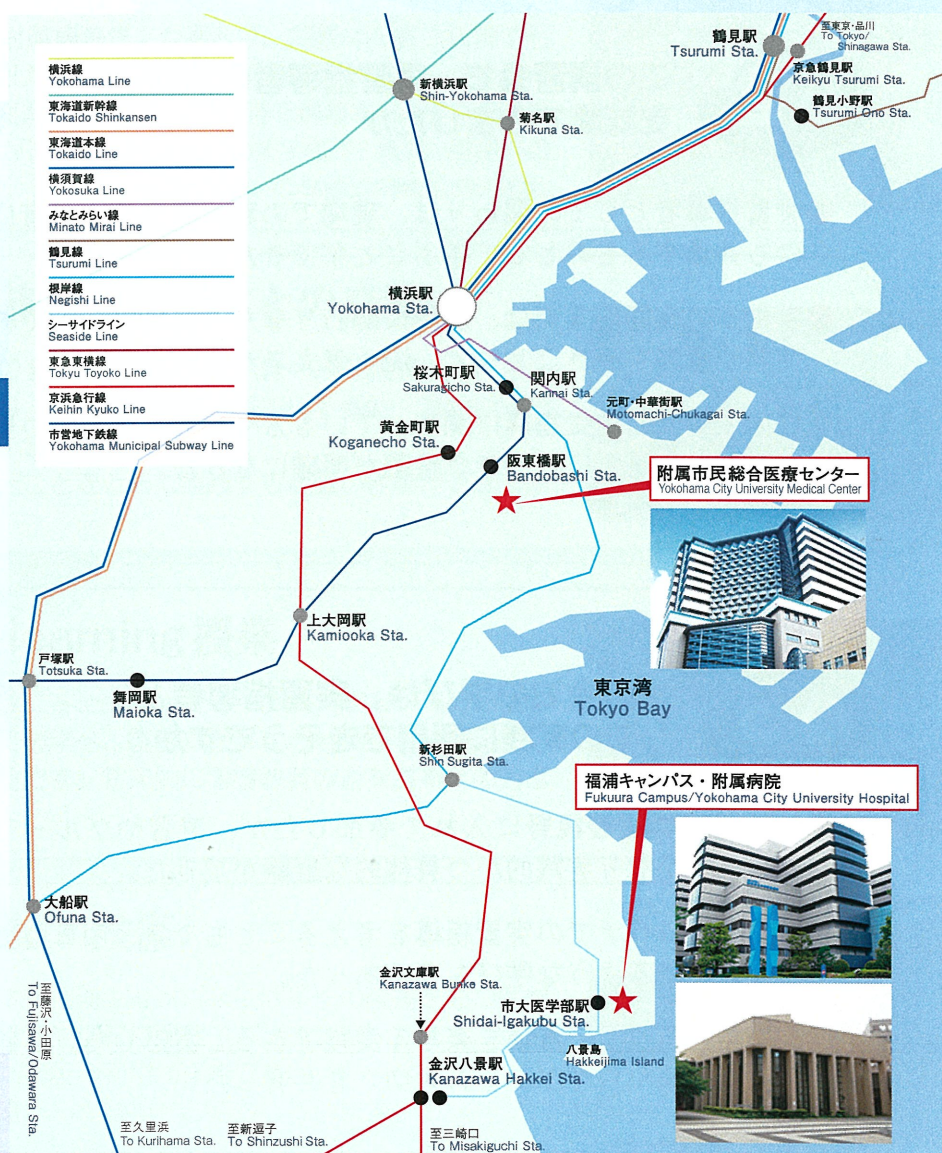 横浜線
Yokohama Line
東海道新幹線
Tokaido Shinkansen
東海道本線
Tokaido Line
横須賀線
Yokosuka Line
みなとみらい線
Minato Mirai Line
鶴見線
Tsurumi Line
根岸線
Negishi Line
シーサイドライン
Seaside Line
東急東横線
Tokyu Toyoko Line
京浜急行線
Keihin Kyuko Line
市営地下鉄線
Yokohama Municipal Subway Line
鶴見駅
Tsurumi Sta.
至東京・品川
To Tokyo/
Shinagawa Sta.
京急鶴見駅
Keikyu Tsurumi Sta.
鶴見小野駅
Tsurumi Ono Sta.
新横浜駅
Shin-Yokohama Sta.
菊名駅
Kikuna Sta.
横浜駅
Yokohama Sta.
桜木町駅
Sakuragicho Sta.
関内駅
Kannai Sta.
元町・中華街駅
Motomachi-Chukagai Sta.
黄金町駅
Koganecho Sta.
阪東橋駅
Bandobashi Sta.
附属市民総合医療センター
Yokohama City University Medical Center
上大岡駅
Kamiooka Sta.
戸塚駅
Totsuka Sta.
舞岡駅
Maioka Sta.
東京湾
Tokyo Bay
新杉田駅
Shin Sugita Sta.
福浦キャンパス・附属病院
Fukuura Campus/Yokohama City University Hospital
大船駅
Ofuna Sta.
金沢文庫駅
Kanazawa Bunko Sta.
市大医学部駅
Shidai-Igakubu Sta.
八景島
Hakkeijima Island
金沢八景駅
Kanazawa Hakkei Sta.
至藤沢・小田原
To Fujisawa/Odawara Sta.
至久里浜
To Kurihama Sta.
至新逗子
To Shinzushi Sta.
至三崎口
To Misakiguchi Sta.